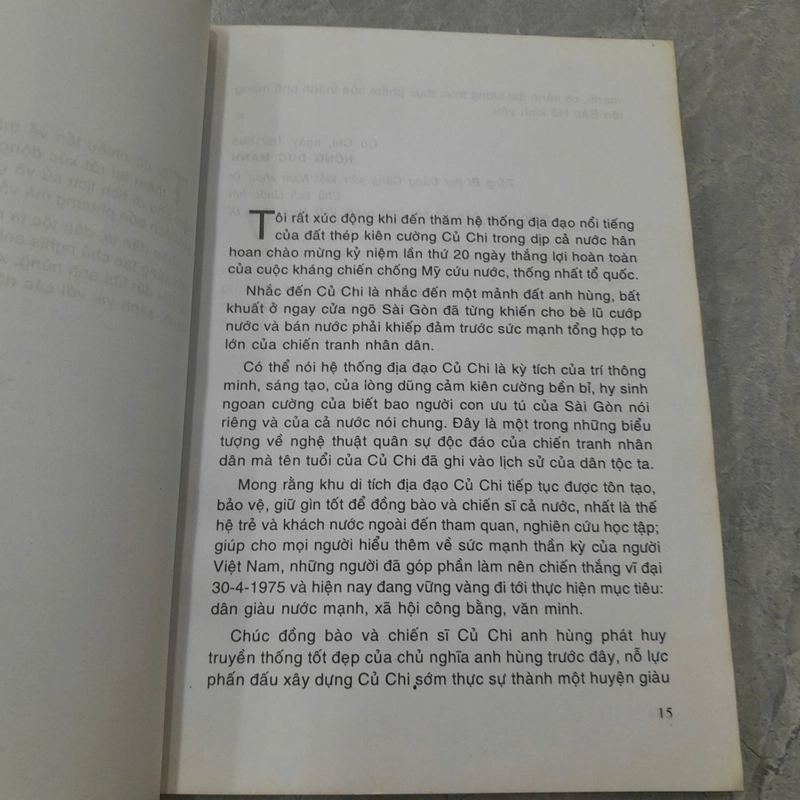 Tôi rất xúc động khi đến thăm hệ thống địa đạo nổi tiếng
của đất thép kiên cường Củ Chi trong dịp cả nước hân
hoan chào mừng kỷ niệm lần thứ 20 ngày thắng lợi hoàn toàn
của cuộc kháng chiến chống Mỹ cứu nước, thống nhất tổ quốc.
Nhắc đến Củ Chi là nhắc đến một mảnh đất anh hùng, bất
khuất ở ngay cửa ngõ Sài Gòn đã từng khiến cho bè lũ cướp
nước và bán nước phải khiếp đảm trước sức mạnh tổng hợp to
lớn của chiến tranh nhân dân.
Có thể nói hệ thống địa đạo Củ Chi là kỳ tích của trí thông
minh, sáng tạo, của lòng dũng cảm kiên cường bền bỉ, hy sinh
ngoan cường của biết bao người con ưu tú của Sài Gòn nói
riêng và của cả nước nói chung. Đây là một trong những biểu
tượng về nghệ thuật quân sự độc đáo của chiến tranh nhân
dân mà tên tuổi của Củ Chi đã ghi vào lịch sử của dân tộc ta.
Mong rằng khu di tích địa đạo Củ Chi tiếp tục được tôn tạo,
bảo vệ, giữ gìn tốt để đồng bào và chiến sĩ cả nước, nhất là thế
hệ trẻ và khách nước ngoài đến tham quan, nghiên cứu học tập;
giúp cho mọi người hiểu thêm về sức mạnh thần kỳ của người
Việt Nam, những người đã góp phần làm nên chiến thắng vĩ đại
30-4-1975 và hiện nay đang vững vàng đi tới thực hiện mục tiêu:
dân giàu nước mạnh, xã hội công bằng, văn minh.
Chúc đồng bào và chiến sĩ Củ Chi anh hùng phát huy
truyền thống tốt đẹp của chủ nghĩa anh hùng trước đây, nỗ lực
phấn đấu xây dựng Củ Chi sớm thực sự thành một huyện giàu
15